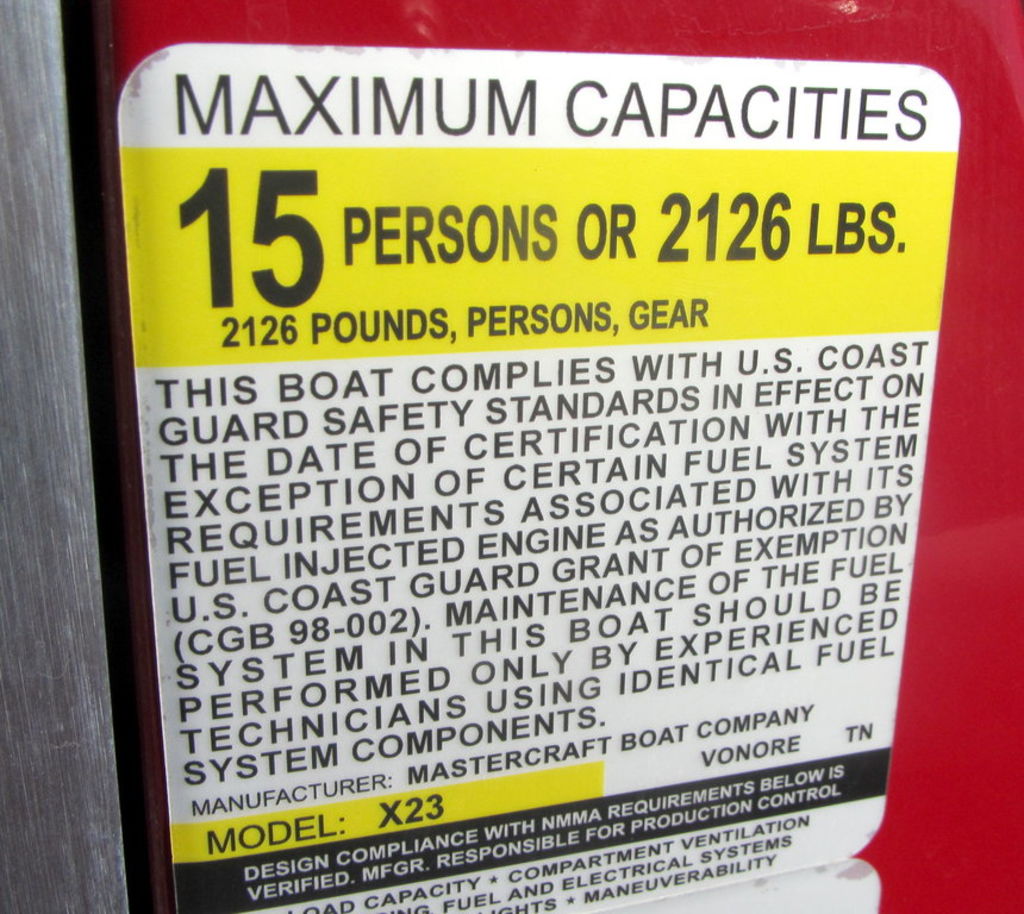 MAXIMUM CAPACITIES
15 PERSONS OR 2126 LBS.
2126 POUNDS, PERSONS, GEAR
THIS BOAT COMPLIES WITH U.S. COAST
GUARD SAFETY STANDARDS IN EFFECT ON
THE DATE OF CERTIFICATION WITH THE
EXCEPTION OF CERTAIN FUEL SYSTEM
REQUIREMENTS ASSOCIATED WITH ITS
FUEL INJECTED ENGINE AS AUTHORIZED BY
U.S. COAST GUARD GRANT OF EXEMPTION
(CGB 98-002). MAINTENANCE OF THE FUEL
SYSTEM IN THIS BOAT SHOULD BE
PERFORMED ONLY BY EXPERIENCED
TECHNICIANS USING IDENTICAL FUEL
SYSTEM COMPONENTS.
MANUFACTURER: MASTERCRAFT BOAT COMPANY
VONORE TN
MODEL: X23
DESIGN COMPLIANCE WITH NMMA REQUIREMENTS BELOW IS
VERIFIED. MFGR. RESPONSIBLE FOR PRODUCTION CONTROL
LOAD CAPACITY * COMPARTMENT VENTILATION
FUEL AND ELECTRICAL SYSTEMS
* MANEUVERABILITY